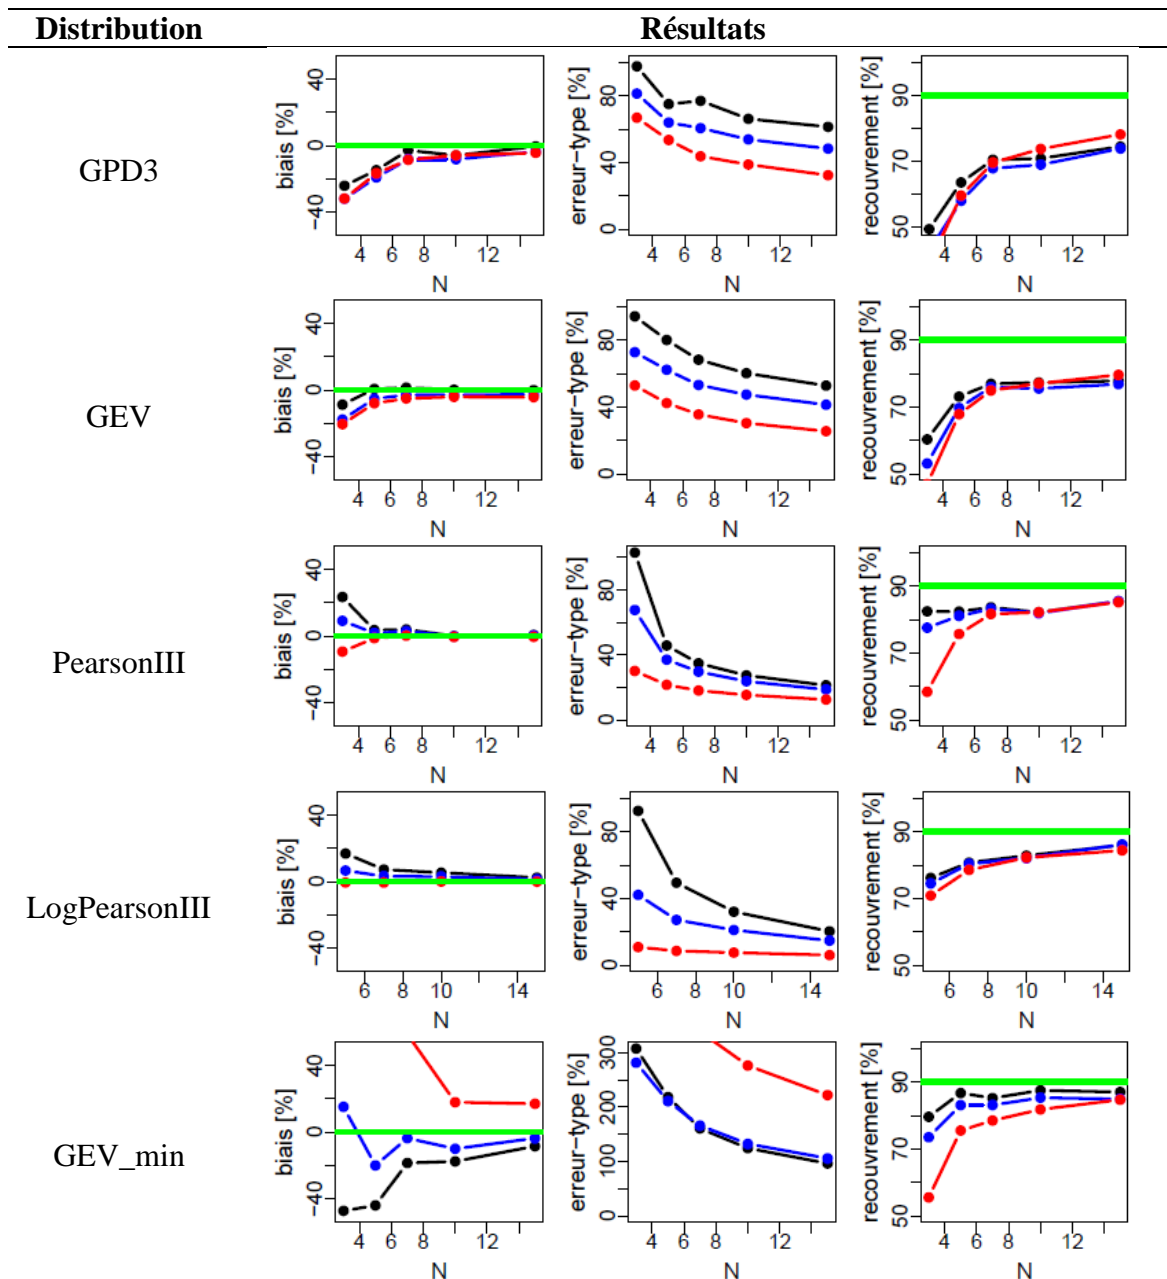 Distribution Résultats
GPD3
biais [%]
−40 0 40
4 6 8 12
N
erreur−type [%]
0 40 80
4 6 8 12
N
recouvrement [%]
50 70 90
4 6 8 12
N
GEV
biais [%]
−40 0 40
4 6 8 12
N
erreur−type [%]
0 40 80
4 6 8 12
N
recouvrement [%]
50 70 90
4 6 8 12
N
PearsonIII
biais [%]
−40 0 40
4 6 8 12
N
erreur−type [%]
0 40 80
4 6 8 12
N
recouvrement [%]
50 70 90
4 6 8 12
N
LogPearsonIII
biais [%]
−40 0 40
6 8 10 14
N
erreur−type [%]
0 40 80
6 8 10 14
N
recouvrement [%]
50 70 90
6 8 10 14
N
GEV_min
biais [%]
−40 0 40
4 6 8 12
N
erreur−type [%]
0 100 200 300
4 6 8 12
N
recouvrement [%]
50 70 90
4 6 8 12
N